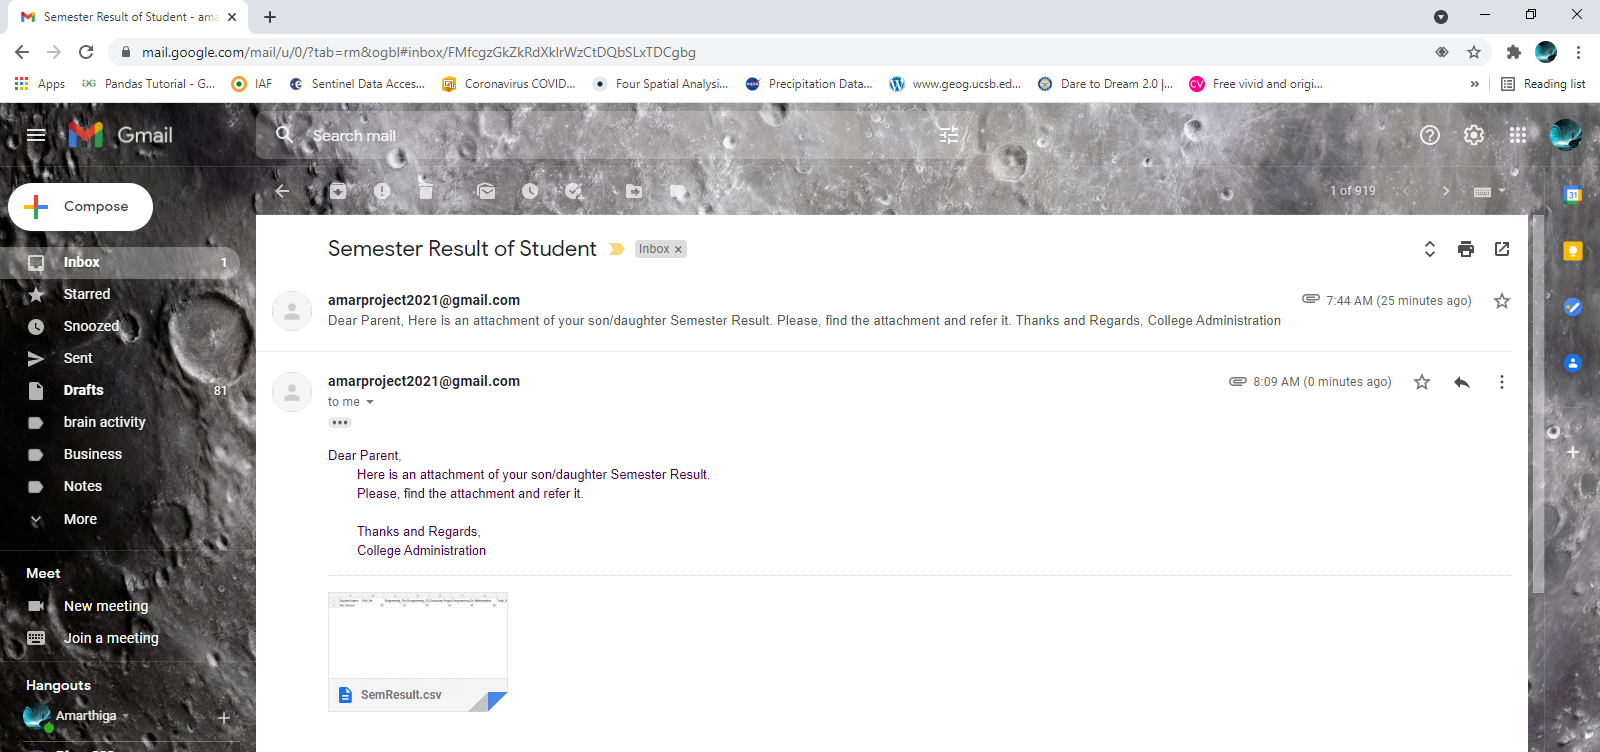 Semester Result of Student - ama
mail.google.com/mail/u/0/?tab=rm&ogbl#inbox/FMfcgzGkZkRdXklrWzCtDQbSLxTDCgbg
Apps
Pandas Tutorial - G...
IAF
Sentinel Data Acces...
Coronavirus COVID...
Four Spatial Analysi...
Precipitation Data...
www.geog.ucsb.ed...
Dare to Dream 2.0 |...
CV Free vivid and origi...
»
Reading list
Gmail
Search mail
1 of 919
31
Compose
Inbox 1
Starred
Snoozed
Sent
Drafts 81
brain activity
Business
Notes
More
Meet
New meeting
Join a meeting
Hangouts
Amarthiga
Semester Result of Student
Inbox x
amarproject2021@gmail.com 7:44 AM (25 minutes ago)
Dear Parent, Here is an attachment of your son/daughter Semester Result. Please, find the attachment and refer it. Thanks and Regards, College Administration
amarproject2021@gmail.com 8:09 AM (0 minutes ago)
to me
Dear Parent,
Here is an attachment of your son/daughter Semester Result.
Please, find the attachment and refer it.
Thanks and Regards,
College Administration
SemResult.csv